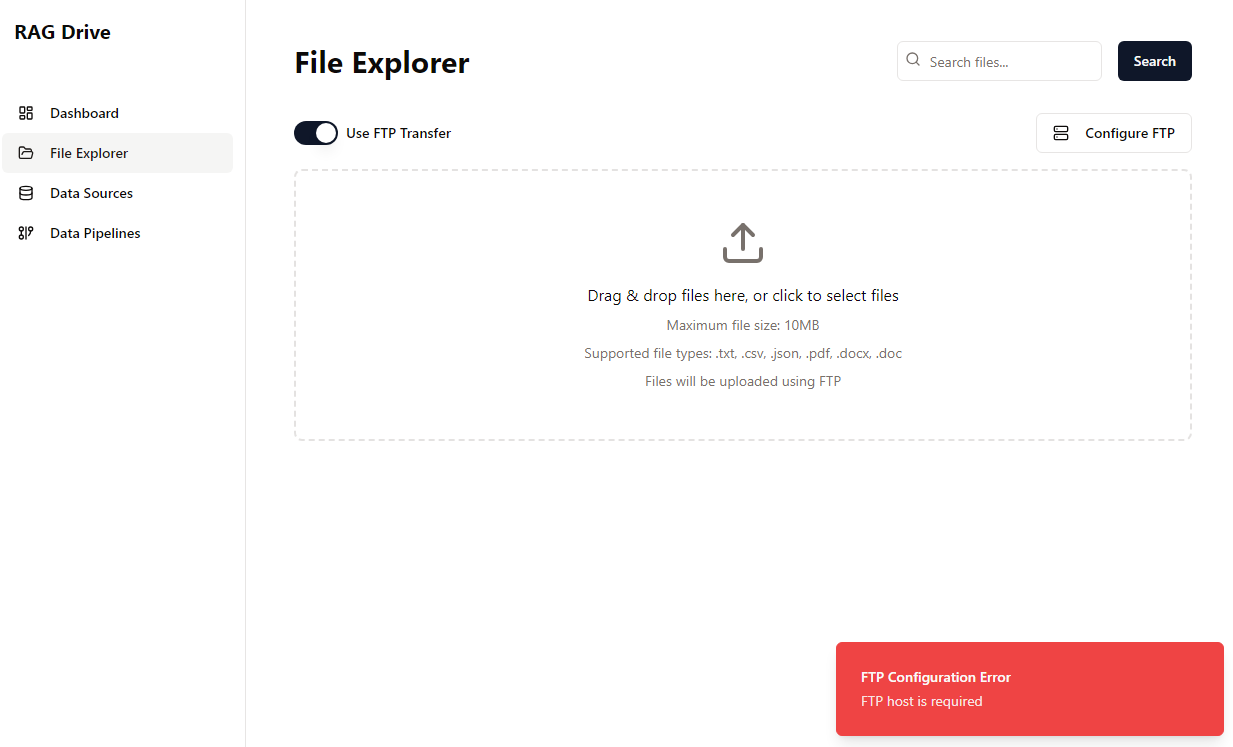 RAG Drive
Dashboard
File Explorer
Data Sources
Data Pipelines
File Explorer
Search files...
Search
Use FTP Transfer
Configure FTP
Drag & drop files here, or click to select files
Maximum file size: 10MB
Supported file types: .txt, .csv, .json, .pdf, .docx, .doc
Files will be uploaded using FTP
FTP Configuration Error
FTP host is required